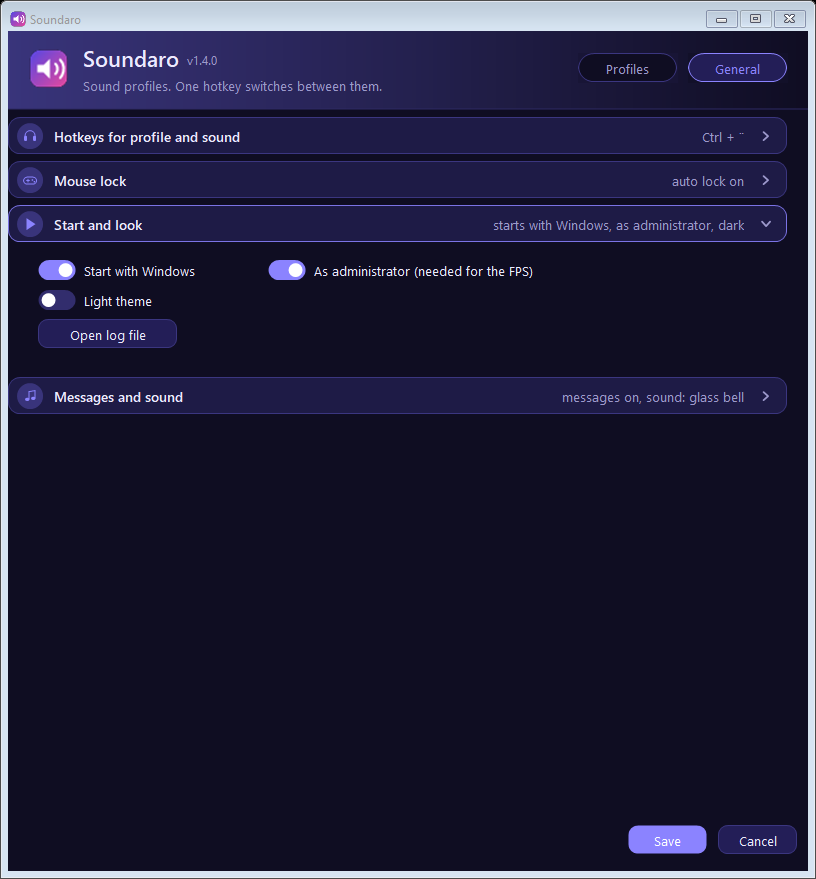 Soundaro
Soundaro v1.4.0
Sound profiles. One hotkey switches between them.
Profiles
General
Hotkeys for profile and sound
Ctrl + ¨
Mouse lock
auto lock on
Start and look
starts with Windows, as administrator, dark
Start with Windows
As administrator (needed for the FPS)
Light theme
Open log file
Messages and sound
messages on, sound: glass bell
Save
Cancel